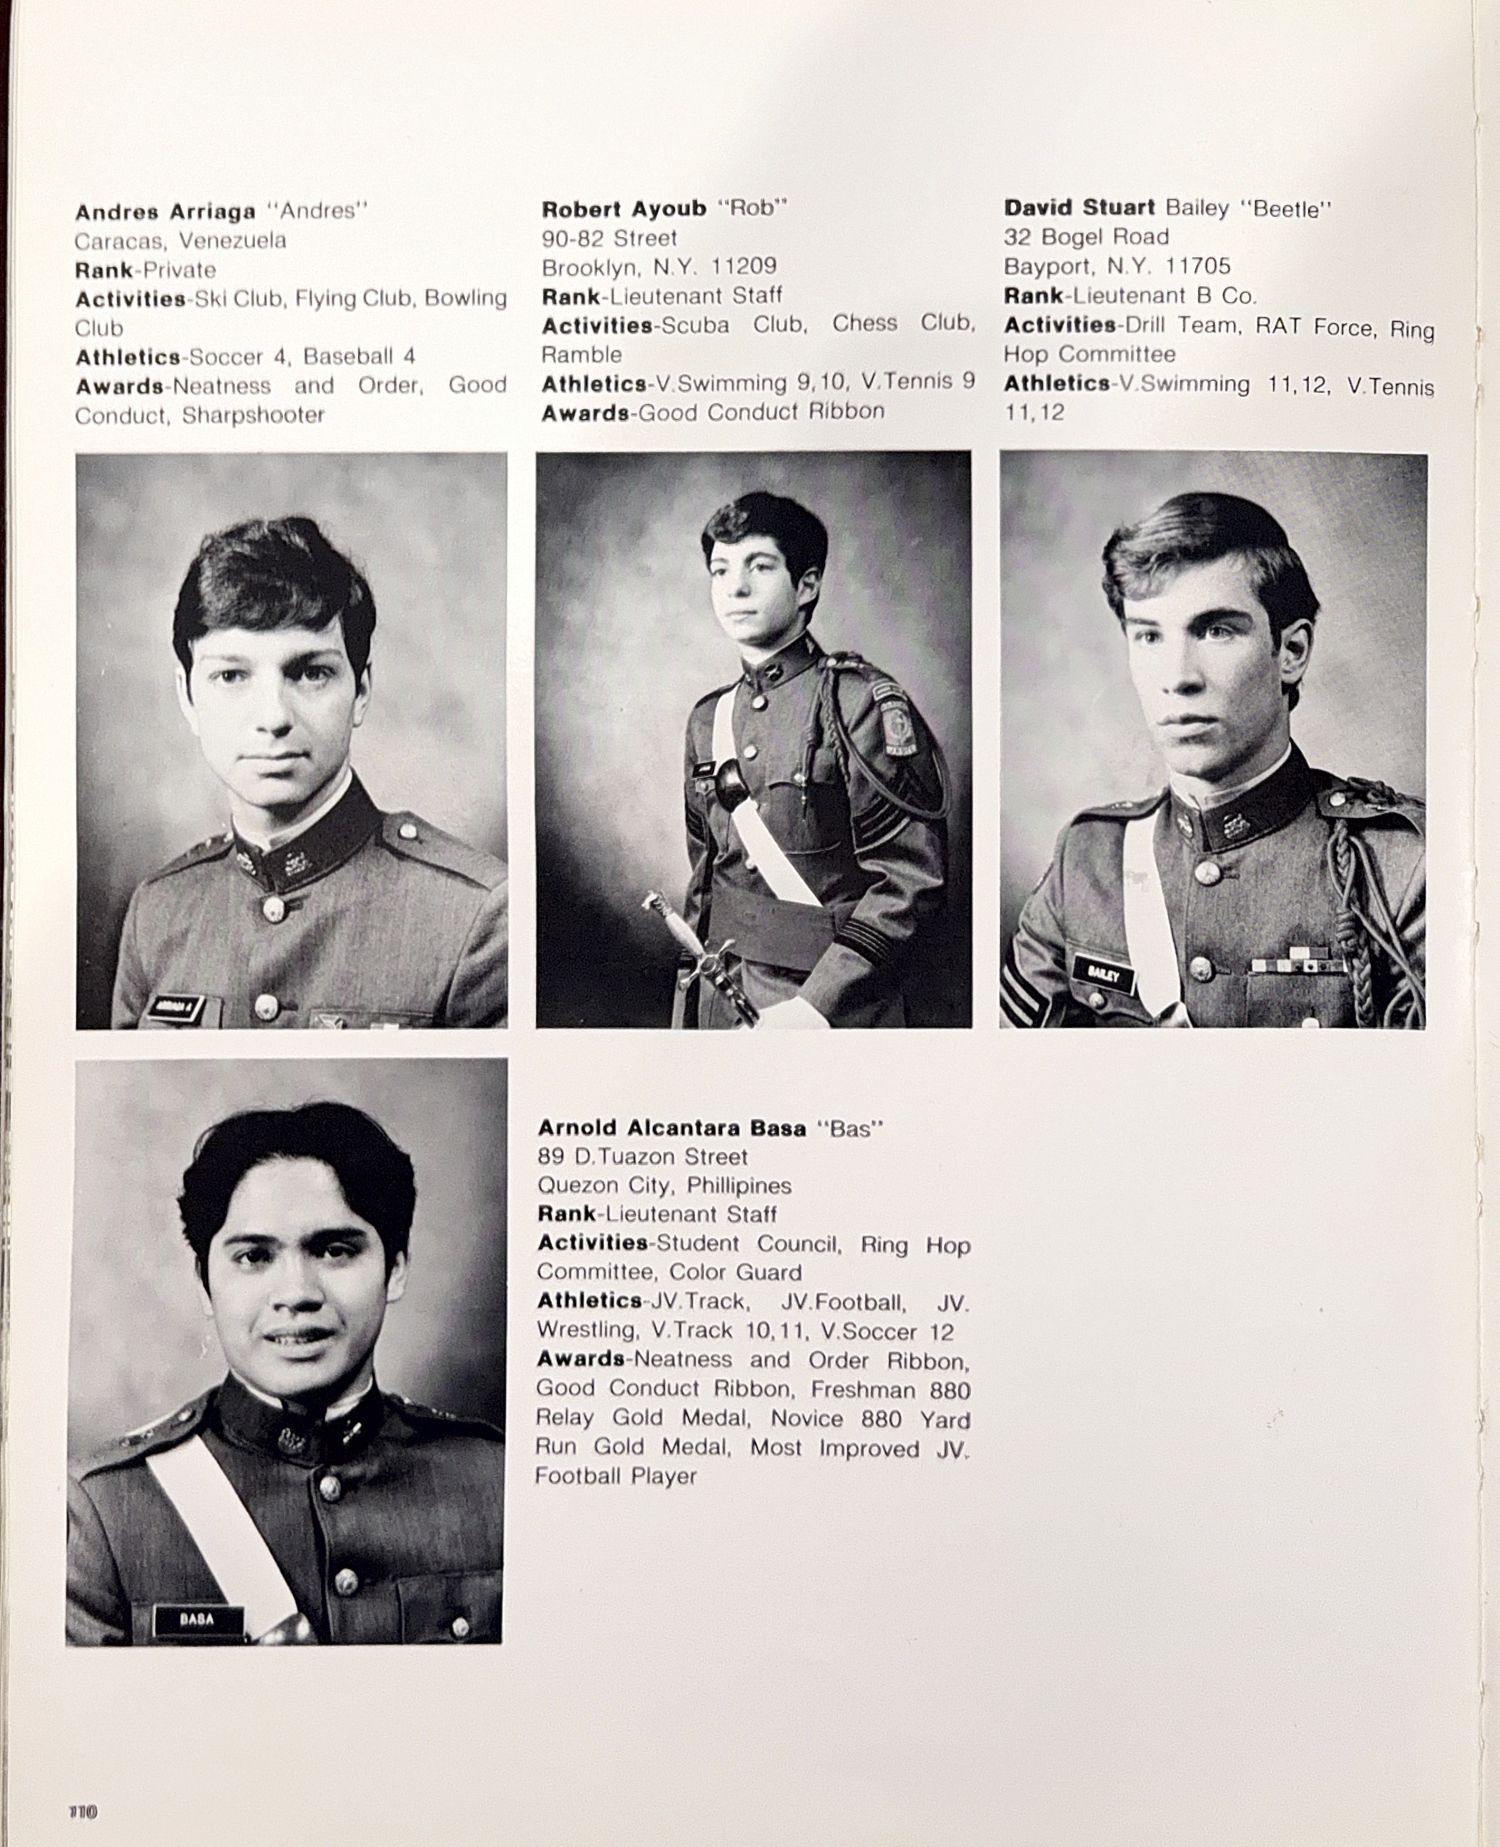 Andres Arriaga "Andres"
Caracas, Venezuela
Rank-Private
Activities-Ski Club, Flying Club, Bowling
Club
Athletics-Soccer 4, Baseball 4
Awards-Neatness and Order, Good
Conduct, Sharpshooter
Robert Ayoub "Rob"
90-82 Street
Brooklyn, N.Y. 11209
Rank-Lieutenant Staff
Activities-Scuba Club, Chess Club,
Ramble
Athletics-V.Swimming 9,10, V.Tennis 9
Awards-Good Conduct Ribbon
David Stuart Bailey "Beetle"
32 Bogel Road
Bayport, N.Y. 11705
Rank-Lieutenant B Co.
Activities-Drill Team, RAT Force, Ring
Hop Committee
Athletics-V.Swimming 11,12, V.Tennis
11,12
ARRIAGA A
BAILEY
BASA
Arnold Alcantara Basa "Bas"
89 D.Tuazon Street
Quezon City, Phillipines
Rank-Lieutenant Staff
Activities-Student Council, Ring Hop
Committee, Color Guard
Athletics-JV.Track, JV.Football, JV.
Wrestling, V.Track 10,11, V.Soccer 12
Awards-Neatness and Order Ribbon,
Good Conduct Ribbon, Freshman 880
Relay Gold Medal, Novice 880 Yard
Run Gold Medal, Most Improved JV.
Football Player
110